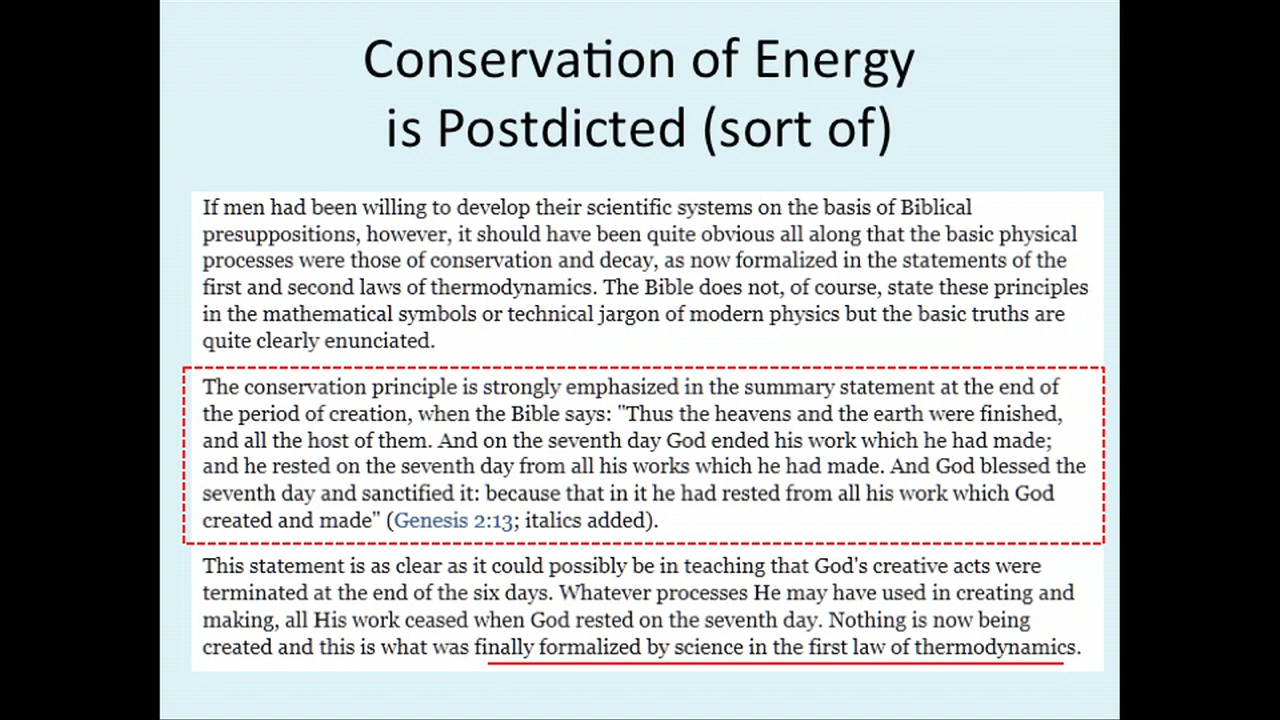 Conservation of Energy
is Postdicted (sort of)
If men had been willing to develop their scientific systems on the basis of Biblical
presuppositions, however, it should have been quite obvious all along that the basic physical
processes were those of conservation and decay, as now formalized in the statements of the
first and second laws of thermodynamics. The Bible does not, of course, state these principles
in the mathematical symbols or technical jargon of modern physics but the basic truths are
quite clearly enunciated.
The conservation principle is strongly emphasized in the summary statement at the end of
the period of creation, when the Bible says: "Thus the heavens and the earth were finished,
and all the host of them. And on the seventh day God ended his work which he had made;
and he rested on the seventh day from all his works which he had made. And God blessed the
seventh day and sanctified it: because that in it he had rested from all his work which God
created and made" (Genesis 2:13; italics added).
This statement is as clear as it could possibly be in teaching that God's creative acts were
terminated at the end of the six days. Whatever processes He may have used in creating and
making, all His work ceased when God rested on the seventh day. Nothing is now being
created and this is what was finally formalized by science in the first law of thermodynamics.